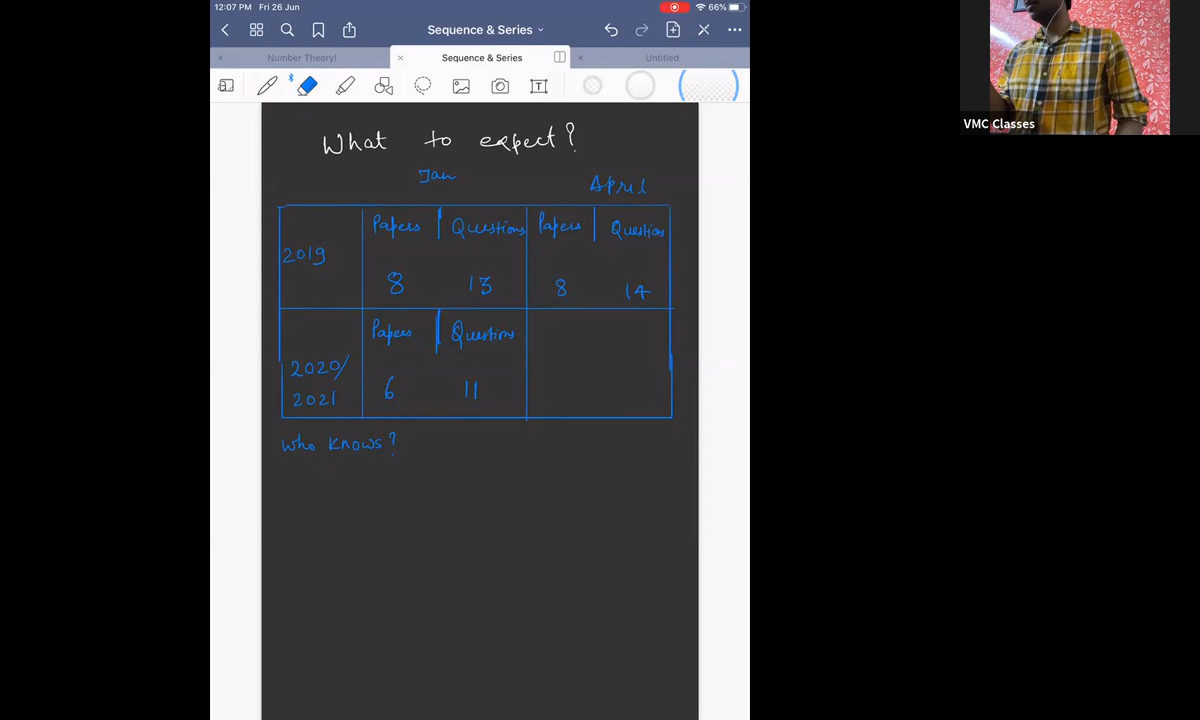 12:07 PM Fri 26 Jun
66%
Sequence & Series
Number Theory!
Sequence & Series
Untitled
T
VMC Classes
What to expect?
Jan
April
Papers Questions Papers Questions
2019
8 13 8 14
Papers Questions
2020/
2021
6 11
Who knows?